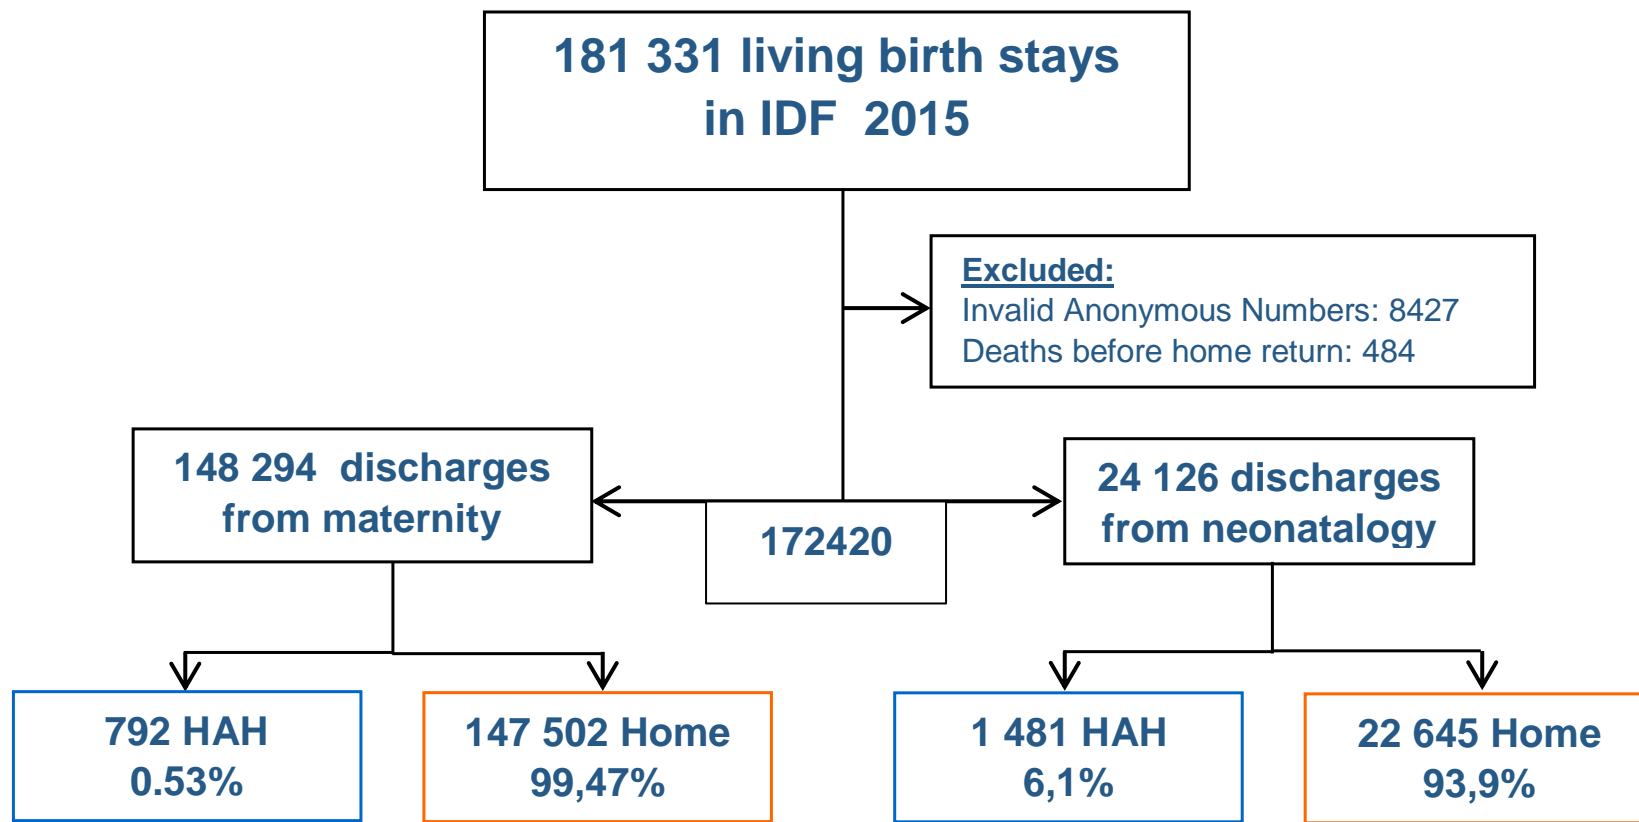 181 331 living birth stays
in IDF 2015
Excluded:
Invalid Anonymous Numbers: 8427
Deaths before home return: 484
148 294 discharges
from maternity
172420
24 126 discharges
from neonatalogy
792 HAH
0.53%
147 502 Home
99,47%
1 481 HAH
6,1%
22 645 Home
93,9%